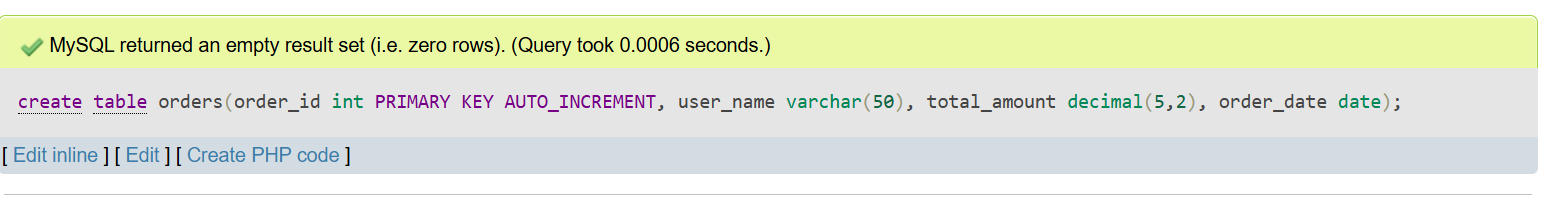 MySQL returned an empty result set (i.e. zero rows). (Query took 0.0006 seconds.)
create table orders(order_id int PRIMARY KEY AUTO_INCREMENT, user_name varchar(50), total_amount decimal(5,2), order_date date);
[ Edit inline ] [ Edit ] [ Create PHP code ]